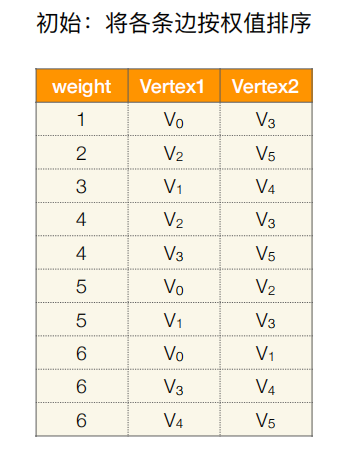 初始：将各条边按权值排序
weight Vertex1 Vertex2
1 V₀ V₃
2 V₂ V₅
3 V₁ V₄
4 V₂ V₃
4 V₃ V₅
5 V₀ V₂
5 V₁ V₃
6 V₀ V₁
6 V₃ V₄
6 V₄ V₅